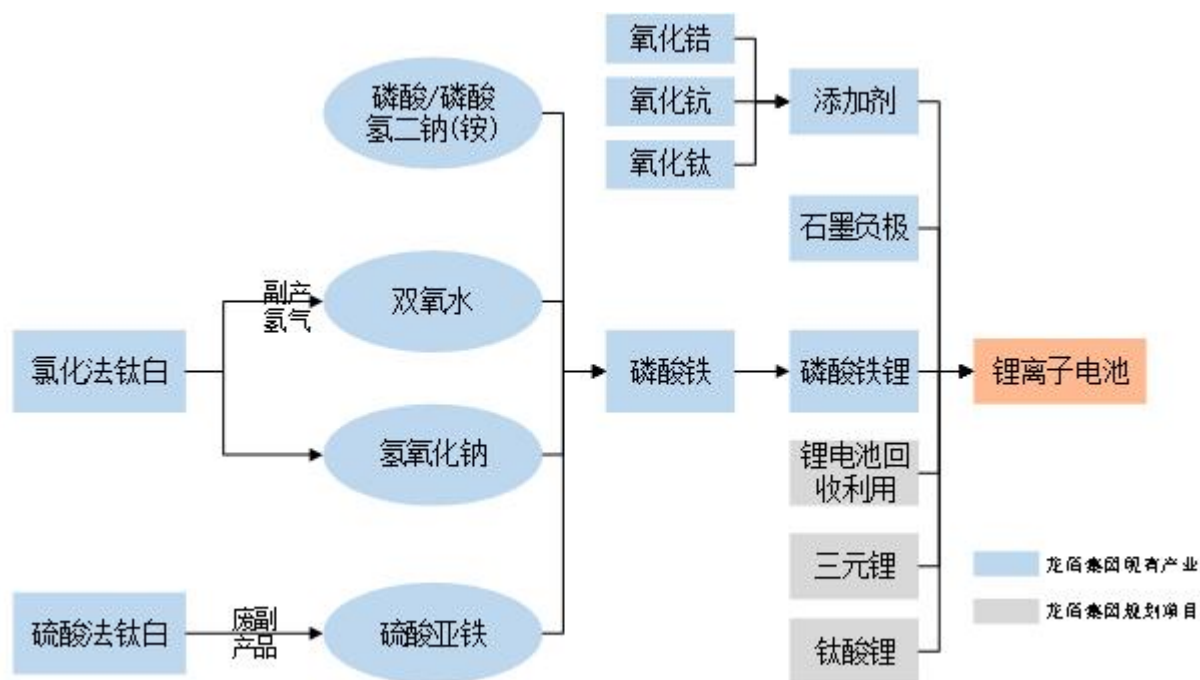 氧化锆
氧化钪
氧化钛
添加剂
磷酸/磷酸
氢二钠(铵)
石墨负极
副产
氢气
双氧水
氯化法钛白
磷酸铁
磷酸铁锂
锂离子电池
氢氧化钠
锂电池回
收利用
三元锂
硫酸法钛白
废副
产品
硫酸亚铁
钛酸锂
龙佰集团现有产业
龙佰集团规划项目